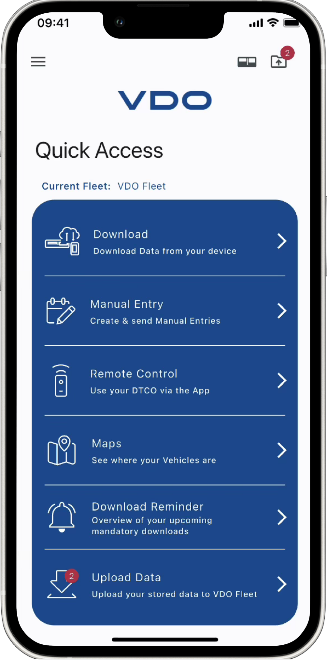 09:41
2
VDO
Quick Access
Current Fleet: VDO Fleet
Download
Download Data from your device
Manual Entry
Create & send Manual Entries
Remote Control
Use your DTCO via the App
Maps
See where your Vehicles are
Download Reminder
Overview of your upcoming
mandatory downloads
2
Upload Data
Upload your stored data to VDO Fleet